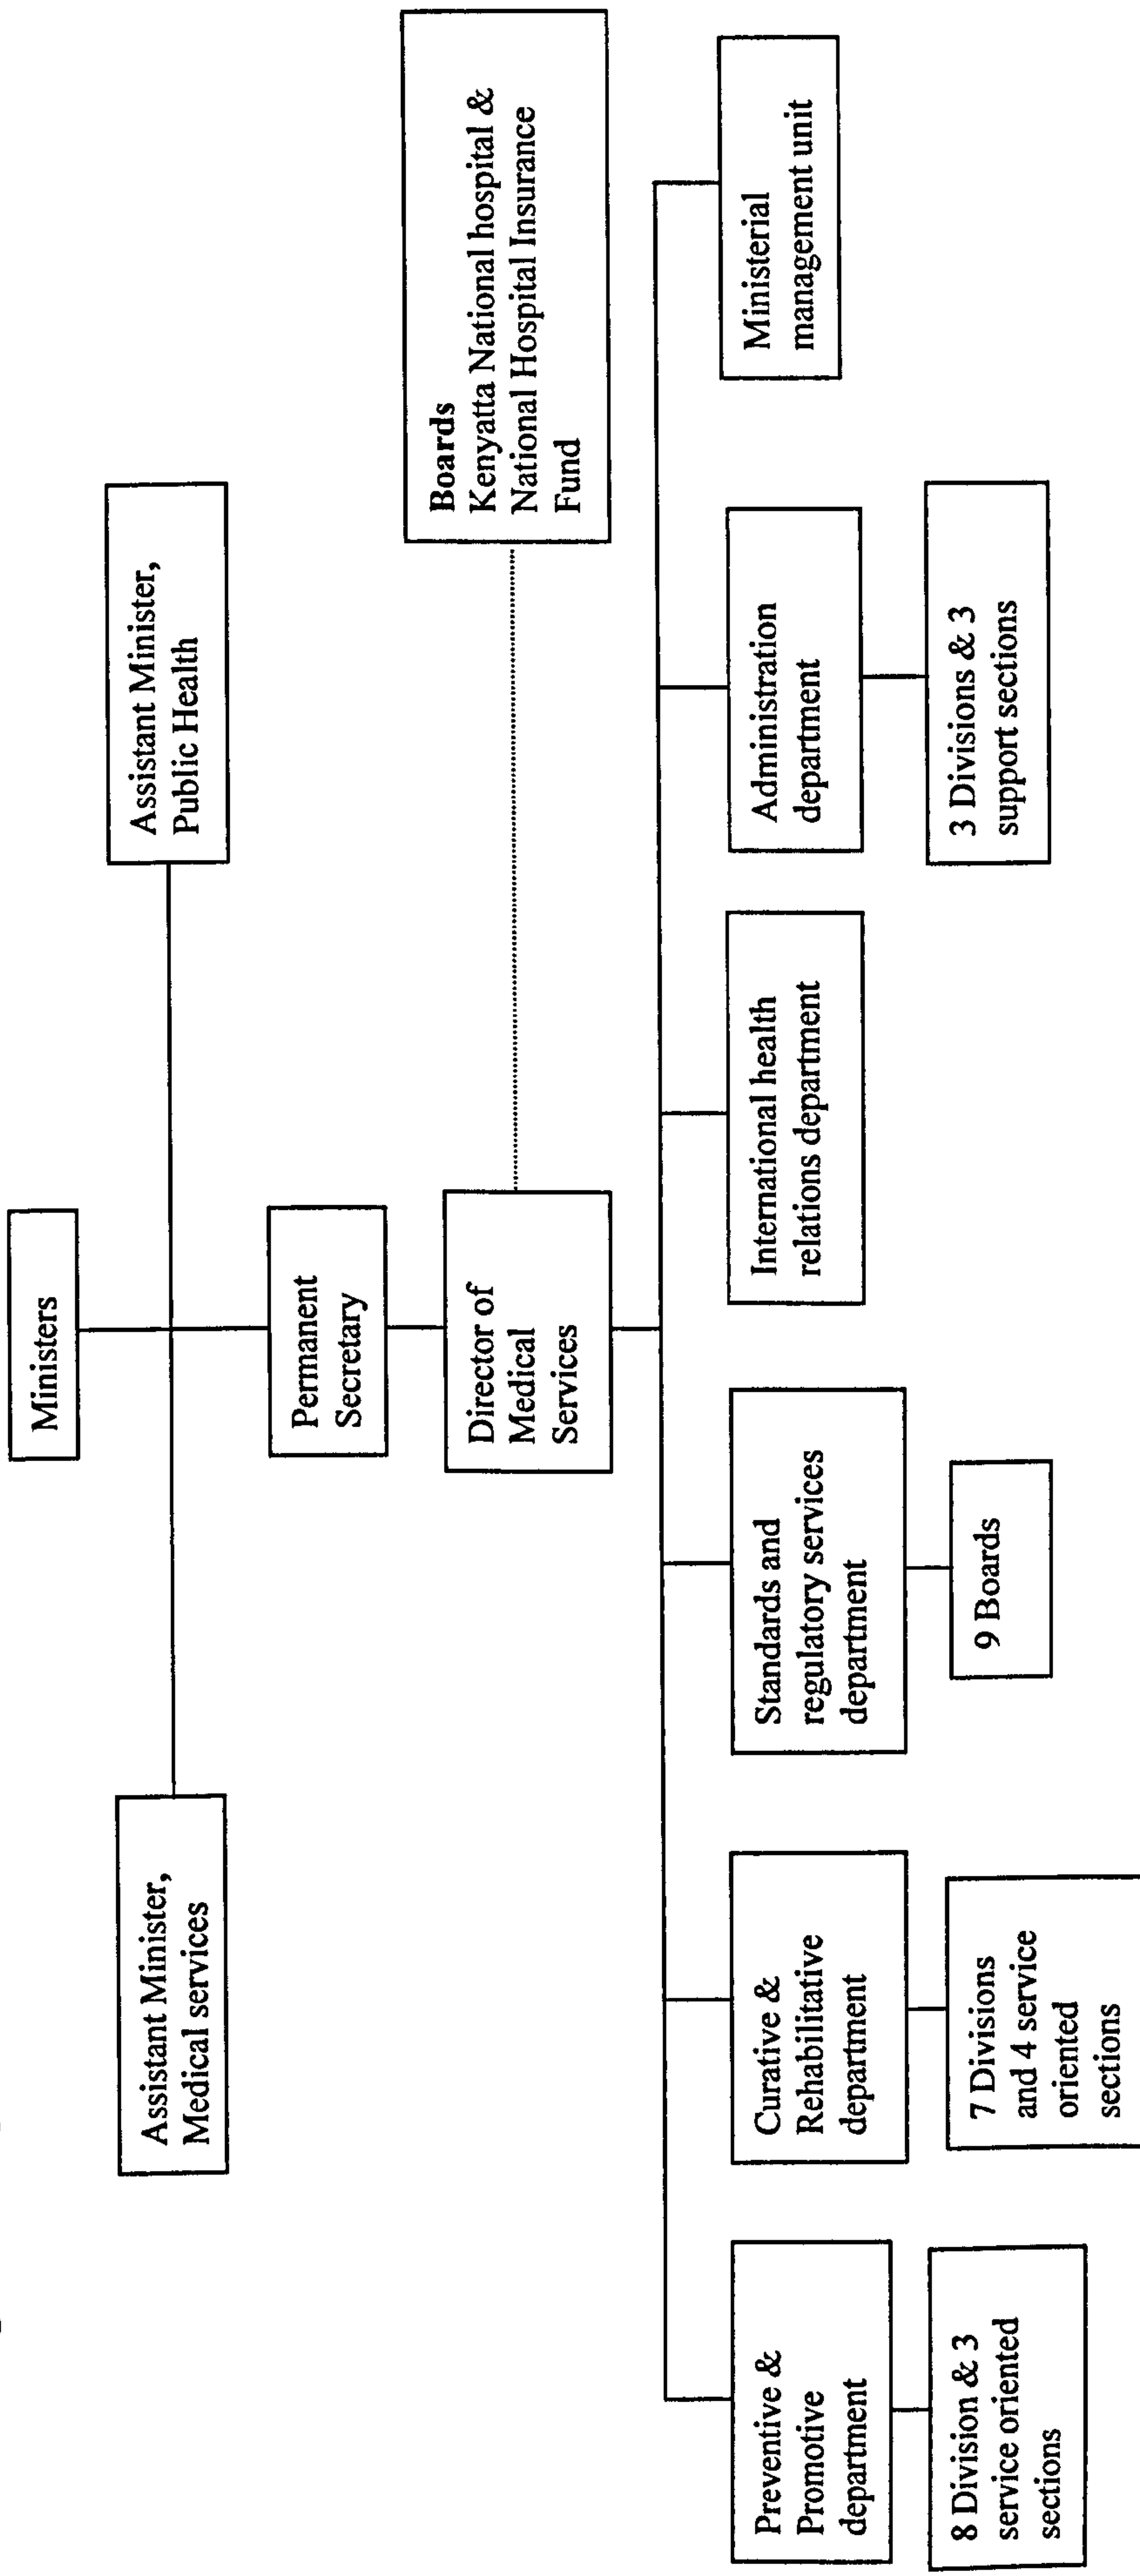 Ministers
Assistant Minister,
Medical services
Assistant Minister,
Public Health
Permanent
Secretary
Director of
Medical
Services
Boards
Kenyatta National hospital &
National Hospital Insurance
Fund
Preventive &
Promotive
department
Curative &
Rehabilitative
department
Standards and
regulatory services
department
International health
relations department
Administration
department
Ministerial
management unit
8 Division & 3
service oriented
sections
7 Divisions
and 4 service
oriented
sections
9 Boards
3 Divisions & 3
support sections